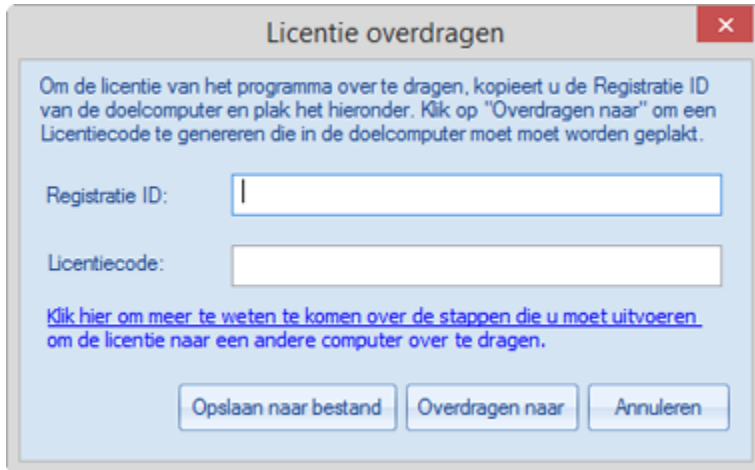 Licentie overdragen
Om de licentie van het programma over te dragen, kopieert u de Registratie ID
van de doelcomputer en plak het hieronder. Klik op "Overdragen naar" om een
Licentiecode te genereren die in de doelcomputer moet moet worden geplakt.
Registratie ID:
Licentiecode:
Klik hier om meer te weten te komen over de stappen die u moet uitvoeren
om de licentie naar een andere computer over te dragen.
Opslaan naar bestand Overdragen naar Annuleren